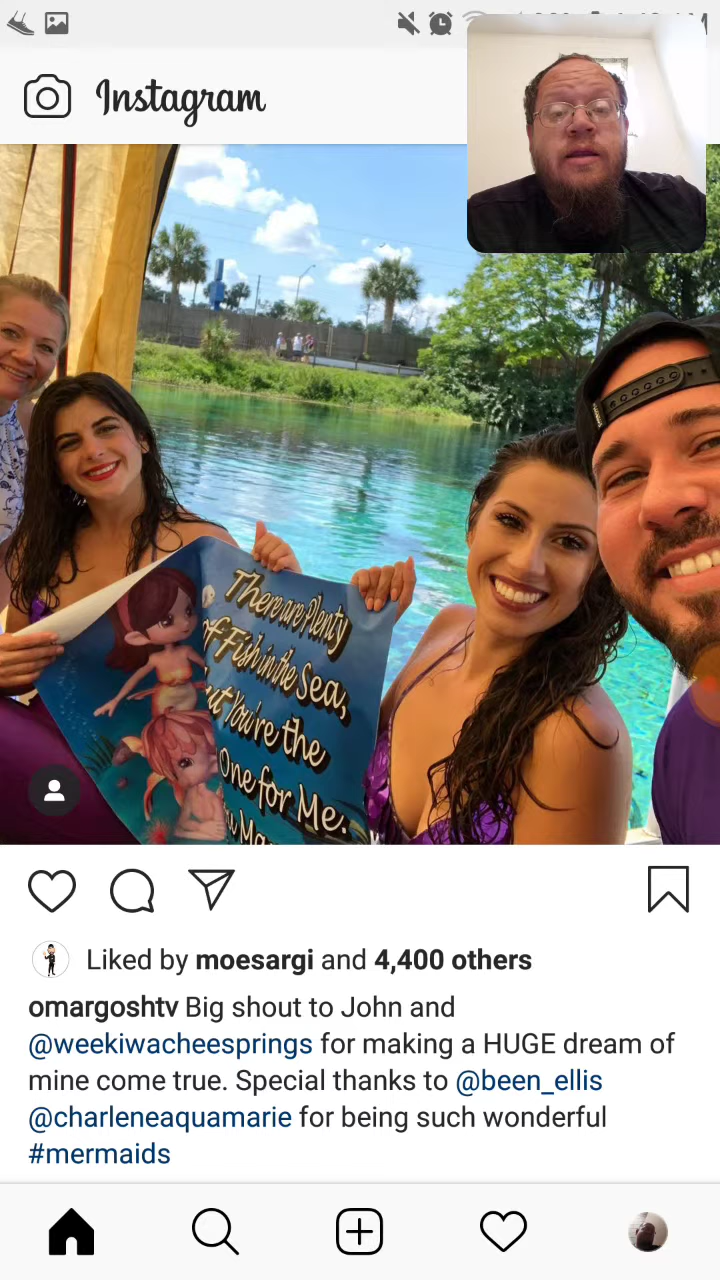 Instagram
There are Plenty
of Fish in the Sea,
but You're the
One for Me.
Liked by moesargi and 4,400 others
omargoshtv Big shout to John and
@weekiwacheesprings for making a HUGE dream of
mine come true. Special thanks to @been_ellis
@charleneaquamarie for being such wonderful
#mermaids